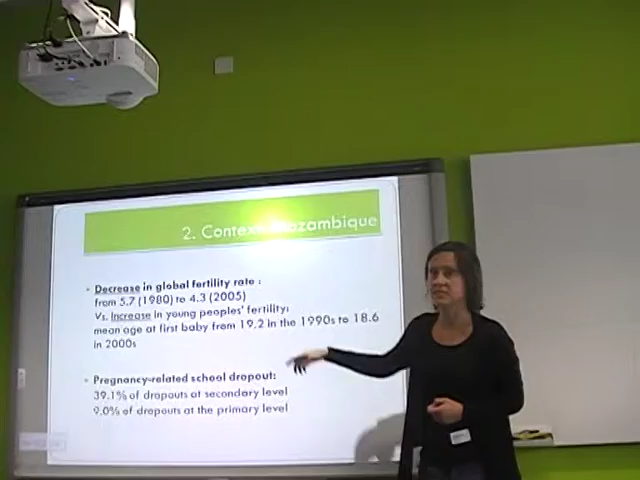 2. Context Mozambique
Decrease in global fertility rate :
from 5.7 (1980) to 4.3 (2005)
Vs. Increase in young peoples' fertility:
mean age at first baby from 19.2 in the 1990s to 18.6
in 2000s
Pregnancy-related school dropout:
39.1% of dropouts at secondary level
9.0% of dropouts at the primary level